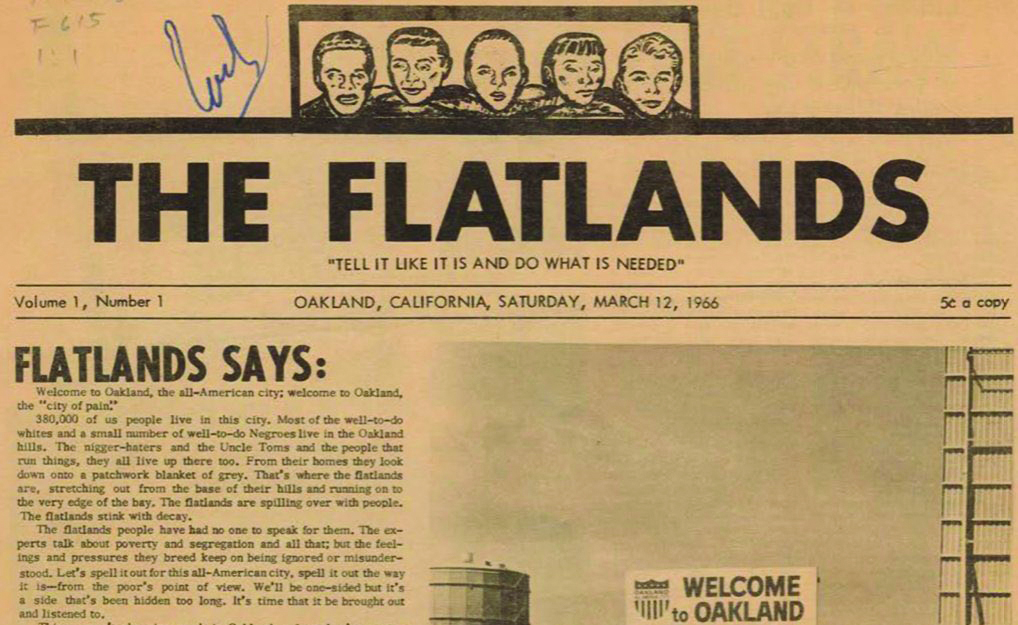 F 615
1:1
THE FLATLANDS
"TELL IT LIKE IT IS AND DO WHAT IS NEEDED"
Volume 1, Number 1
OAKLAND, CALIFORNIA, SATURDAY, MARCH 12, 1966
5c a copy
FLATLANDS SAYS:
Welcome to Oakland, the all-American city; welcome to Oakland,
the "city of pain."
380,000 of us people live in this city. Most of the well-to-do
whites and a small number of well-to-do Negroes live in the Oakland
hills. The nigger-haters and the Uncle Toms and the people that
run things, they all live up there too. From their homes they look
down onto a patchwork blanket of grey. That's where the flatlands
are, stretching out from the base of their hills and running on to
the very edge of the bay. The flatlands are spilling over with people.
The flatlands stink with decay.
The flatlands people have had no one to speak for them. The ex-
perts talk about poverty and segregation and all that; but the feel-
ings and pressures they breed keep on being ignored or misunder-
stood. Let's spell it out for this all-American city, spell it out the way
it is—from the poor's point of view. We'll be one-sided but it's
a side that's been hidden too long. It's time that it be brought out
and listened to.
OAKLAND
WELCOME
to OAKLAND